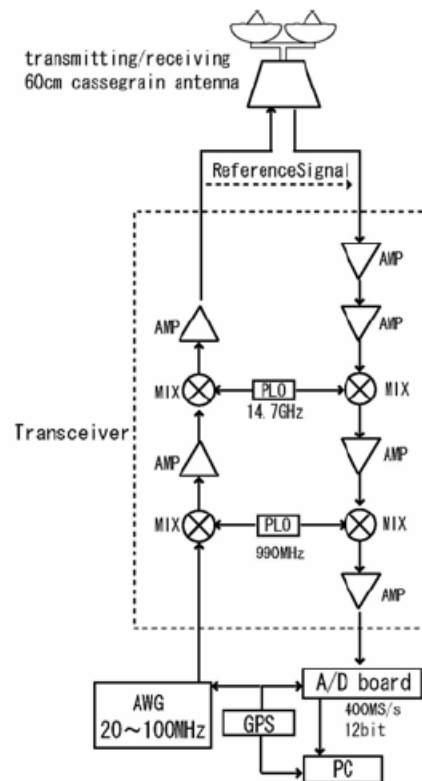 transmitting/receiving
60cm cassegrain antenna
ReferenceSignal
AMP
AMP
AMP
MIX
PLO
MIX
14.7GHz
Transceiver
AMP
AMP
MIX
PLO
MIX
990MHz
AMP
A/D board
AWG
20～100MHz
400MS/s
12bit
GPS
PC